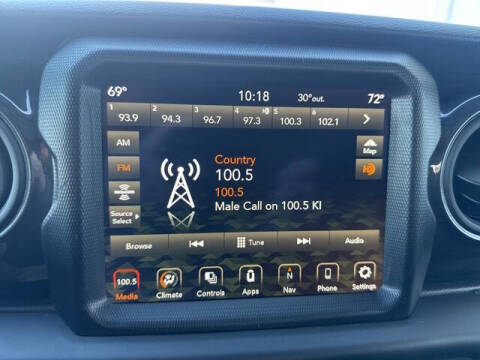 69° 10:18 30°out. 72°
1 2 3 4 5 6
93.9 94.3 96.7 97.3 100.3 102.1
AM
FM
Source
Select
Country
100.5
100.5
Male Call on 100.5 KI
Map
Browse Tune Audio
100.5 N
Media Climate Controls Apps Nav Phone Settings